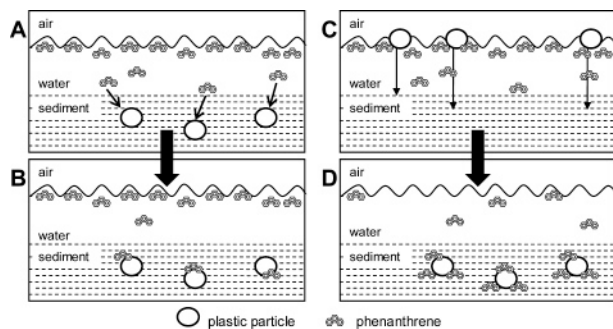 A
air
water
sediment
C
air
water
sediment
B
air
water
sediment
D
air
water
sediment
plastic particle
phenanthrene